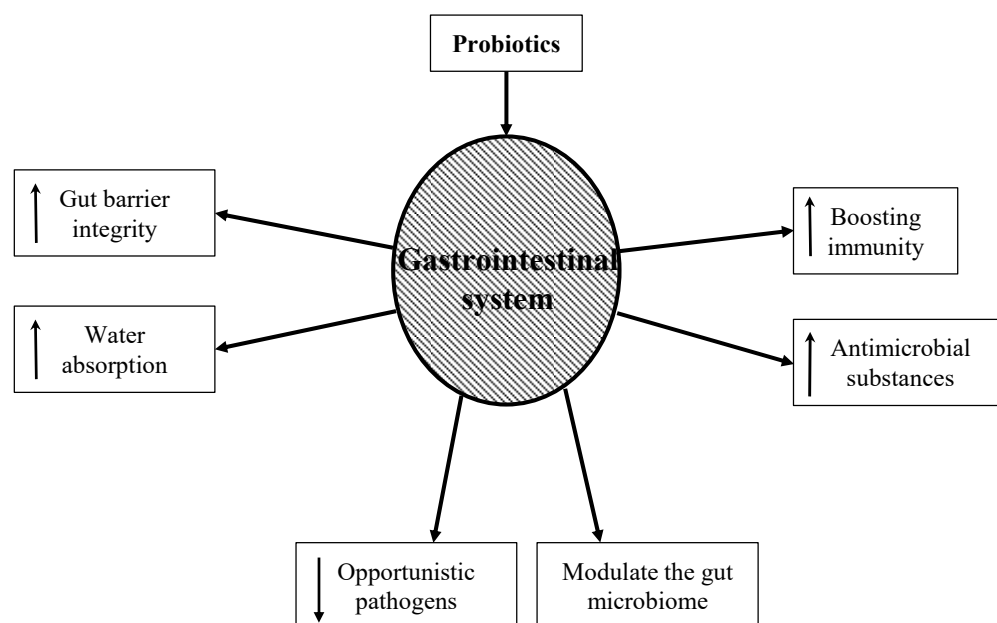 Probiotics
Gut barrier
integrity
Boosting
immunity
Gastrointestinal
system
Water
absorption
Antimicrobial
substances
Opportunistic
pathogens
Modulate the gut
microbiome